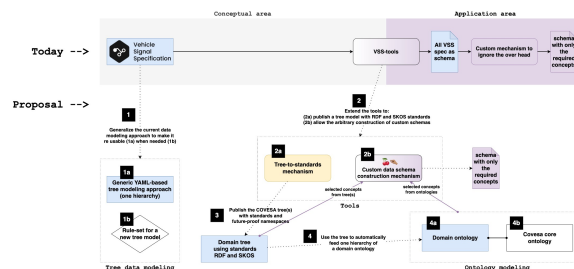 Conceptual area
Application area
Today -->
Vehicle
Signal
Specification
VSS-tools
All VSS
spec as
schema
Custom mechanism to
ignore the over head
schema
with only
the
required
concepts
Proposal -->
1
Generalize the current data
modeling approach to make it
re usable (1a) when needed (1b)
2
Extend the tools to:
(2a) publish a tree model with RDF and SKOS standards
(2b) allow the arbitrary construction of custom schemas
2a
Tree-to-standards
mechanism
2b
Custom data schema
construction mechanism
schema
with only
the
required
concepts
1a
Generic YAML-based
tree modeling approach
(one hierarchy)
1b
Rule-set for a
new tree model
Tree data modeling
selected concepts
from tree(s)
selected concepts
from ontologies
Tools
3
Publish the COVESA tree(s)
with standards and
future-proof namespaces
Domain tree
using standards
RDF and SKOS
4
Use the tree to automatically
feed one hierarchy of
a domain ontology
4a
Domain ontology
4b
Covesa core
ontology
Ontology modeling